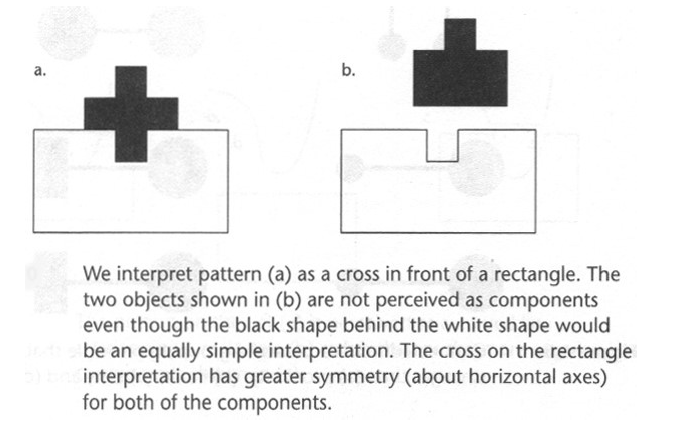 a.
b.
We interpret pattern (a) as a cross in front of a rectangle. The
two objects shown in (b) are not perceived as components
even though the black shape behind the white shape would
be an equally simple interpretation. The cross on the rectangle
interpretation has greater symmetry (about horizontal axes)
for both of the components.